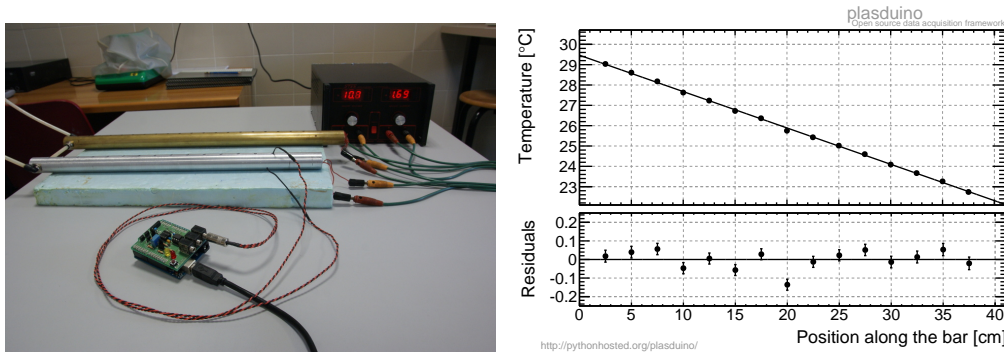 10.0 1.69
plasduino
Open source data acquisition framework
Temperature [°C]
30
29
28
27
26
25
24
23
Residuals
0.2
0.1
0
-0.1
-0.2
0 5 10 15 20 25 30 35 40
Position along the bar [cm]
http://pythonhosted.org/plasduino/